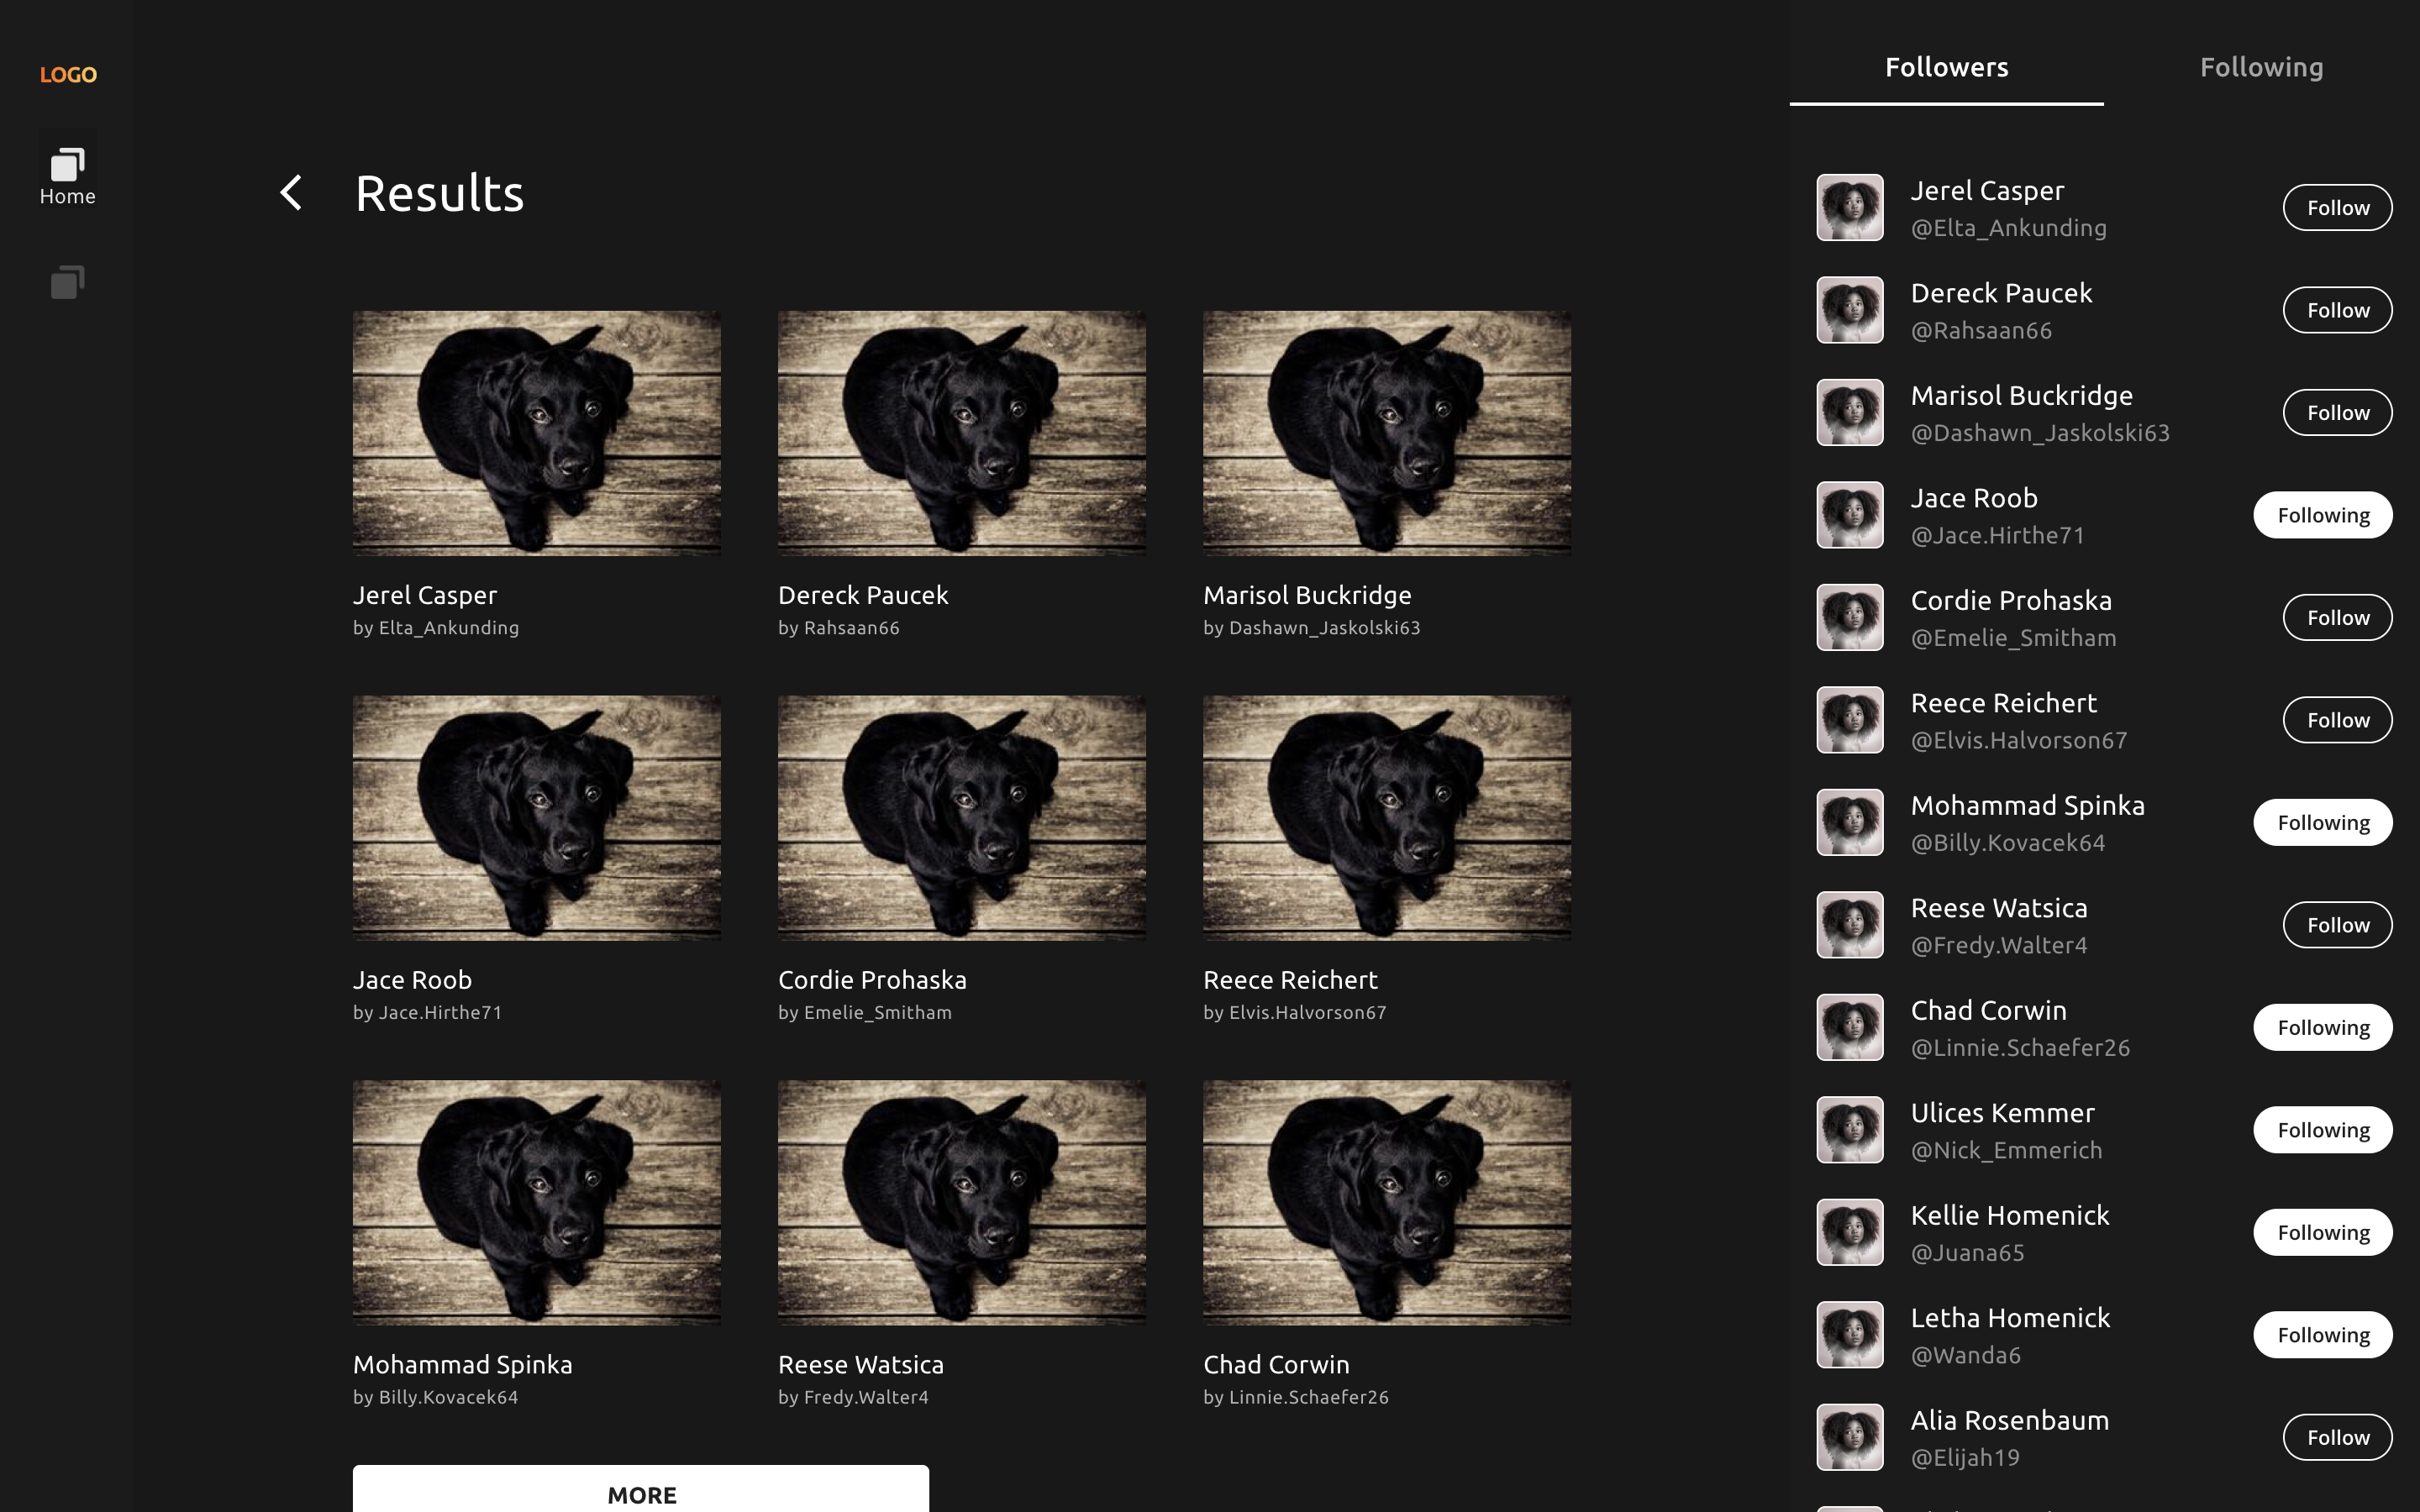 LOGO
Home
Results
Jerel Casper
by Elta_Ankunding
Dereck Paucek
by Rahsaan66
Marisol Buckridge
by Dashawn_Jaskolski63
Jace Roob
by Jace.Hirthe71
Cordie Prohaska
by Emelie_Smitham
Reece Reichert
by Elvis.Halvorson67
Mohammad Spinka
by Billy.Kovacek64
Reese Watsica
by Fredy.Walter4
Chad Corwin
by Linnie.Schaefer26
MORE
Followers
Following
Jerel Casper
@Elta_Ankunding
Follow
Dereck Paucek
@Rahsaan66
Follow
Marisol Buckridge
@Dashawn_Jaskolski63
Follow
Jace Roob
@Jace.Hirthe71
Following
Cordie Prohaska
@Emelie_Smitham
Follow
Reece Reichert
@Elvis.Halvorson67
Follow
Mohammad Spinka
@Billy.Kovacek64
Following
Reese Watsica
@Fredy.Walter4
Follow
Chad Corwin
@Linnie.Schaefer26
Following
Ulices Kemmer
@Nick_Emmerich
Following
Kellie Homenick
@Juana65
Following
Letha Homenick
@Wanda6
Following
Alia Rosenbaum
@Elijah19
Follow